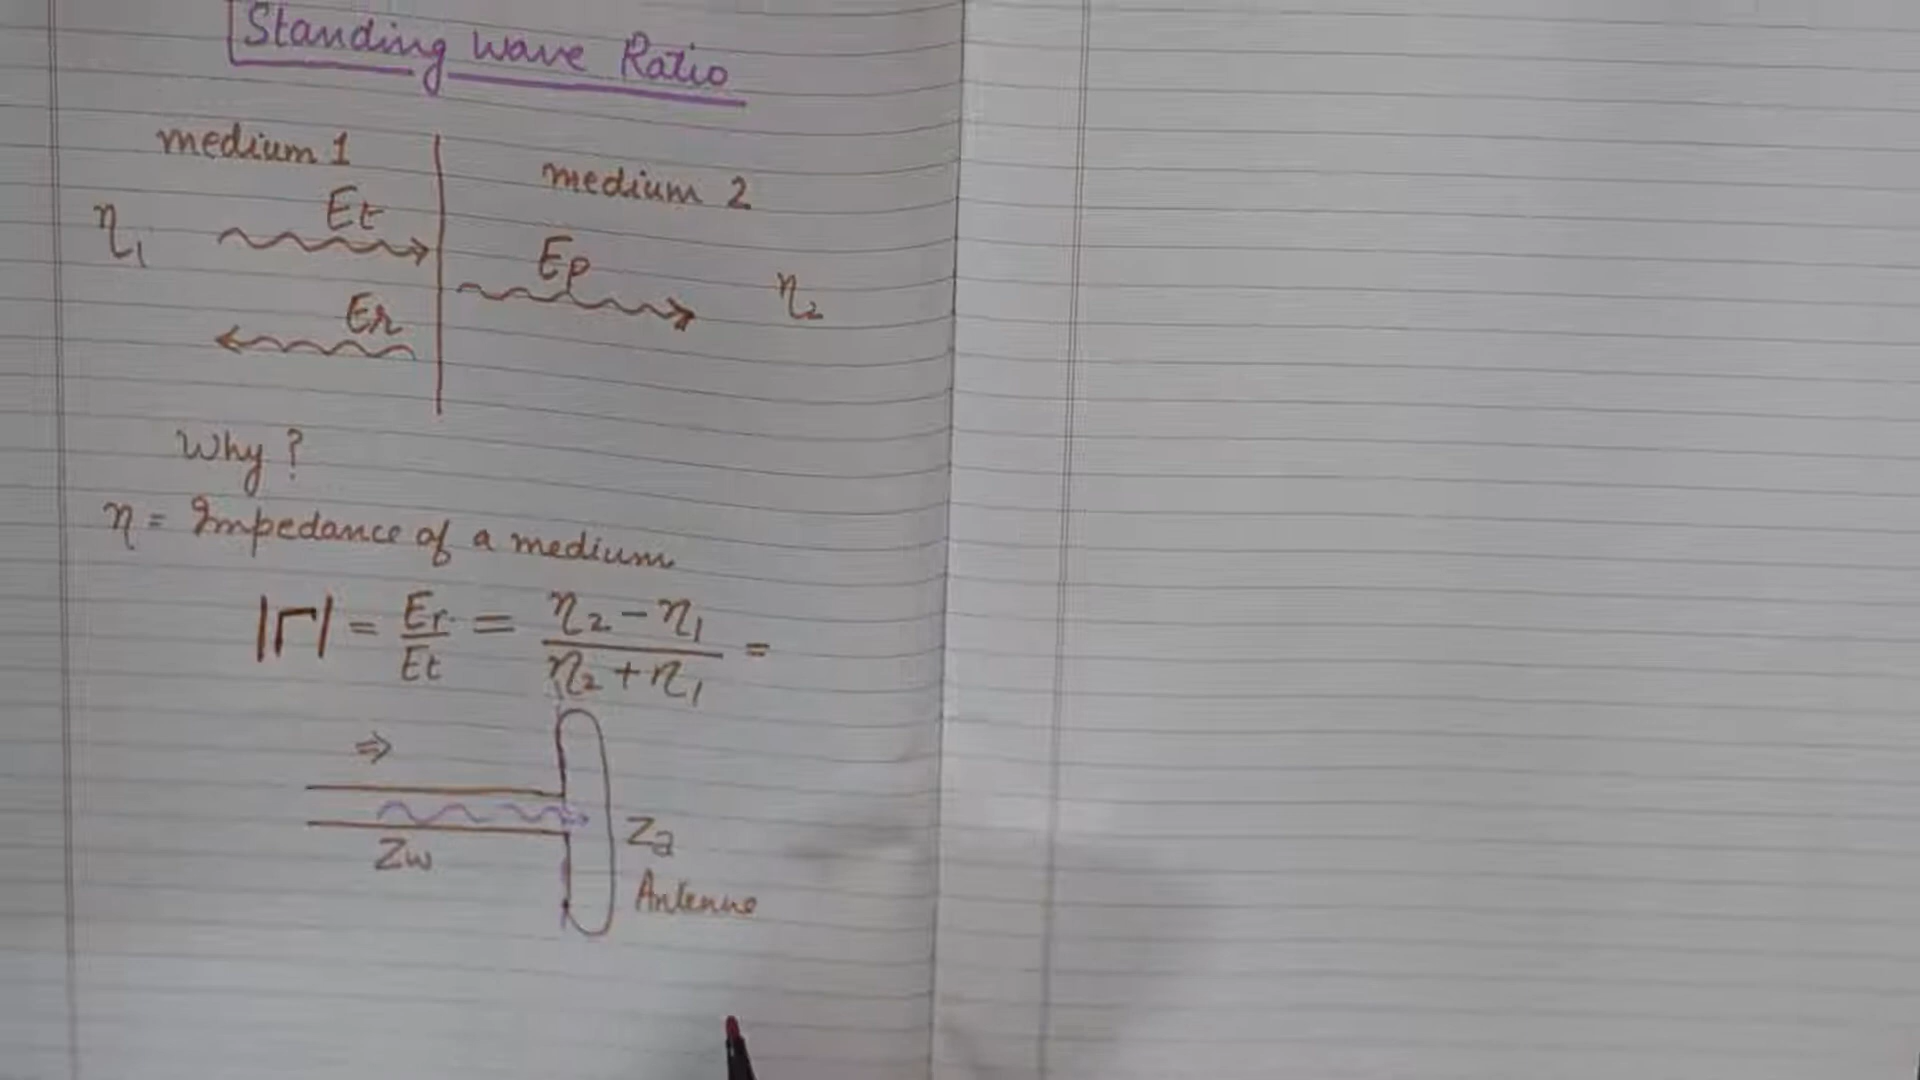 Standing Wave Ratio
medium 1
medium 2
η1
Et
Ep
η2
Er
Why?
η = Impedance of a medium
|Γ| = Er/Et = η2 - η1 / η2 + η1 =
⇒
Zw
Za
Antenna